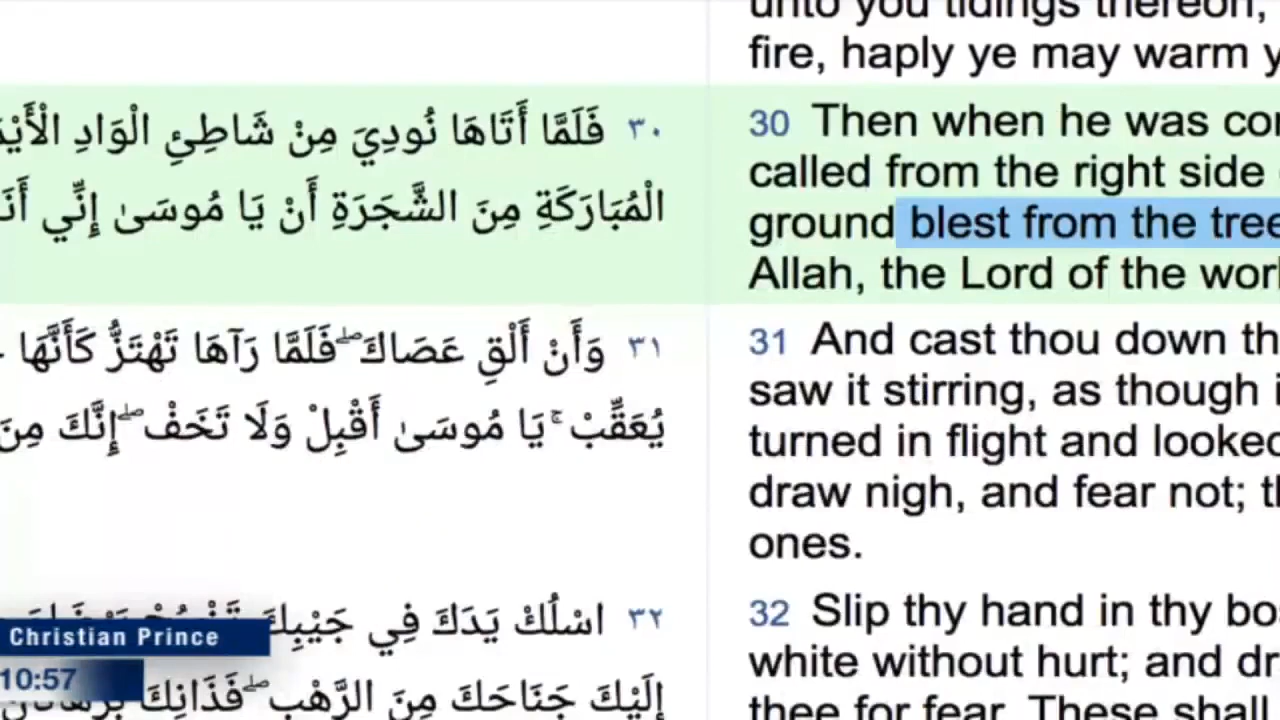 ٣٠ فَلَمَّا أَتَاهَا نُودِيَ مِنْ شَاطِئِ الْوَادِ
الْمُبَارَكَةِ مِنَ الشَّجَرَةِ أَنْ يَا مُوسَىٰ إِنِّي
٣١ وَأَنْ أَلْقِ عَصَاكَ ۖ فَلَمَّا رَآهَا تَهْتَزُّ كَأَنَّهَا
يُعَقِّبْ ۚ يَا مُوسَىٰ أَقْبِلْ وَلَا تَخَفْ ۖ إِنَّكَ مِنَ
٣٢ اسْلُكْ يَدَكَ فِي جَيْبِكَ
إِلَيْكَ جَنَاحَكَ مِنَ الرَّهْبِ ۖ فَذَانِكَ
unto you tidings thereon,
fire, haply ye may warm
30 Then when he was
called from the right side
ground blest from the tree
Allah, the Lord of the
31 And cast thou down
saw it stirring, as though
turned in flight and looked
draw nigh, and fear not;
ones.
32 Slip thy hand in thy
white without hurt; and
thee for fear. These shall
Christian Prince
10:57